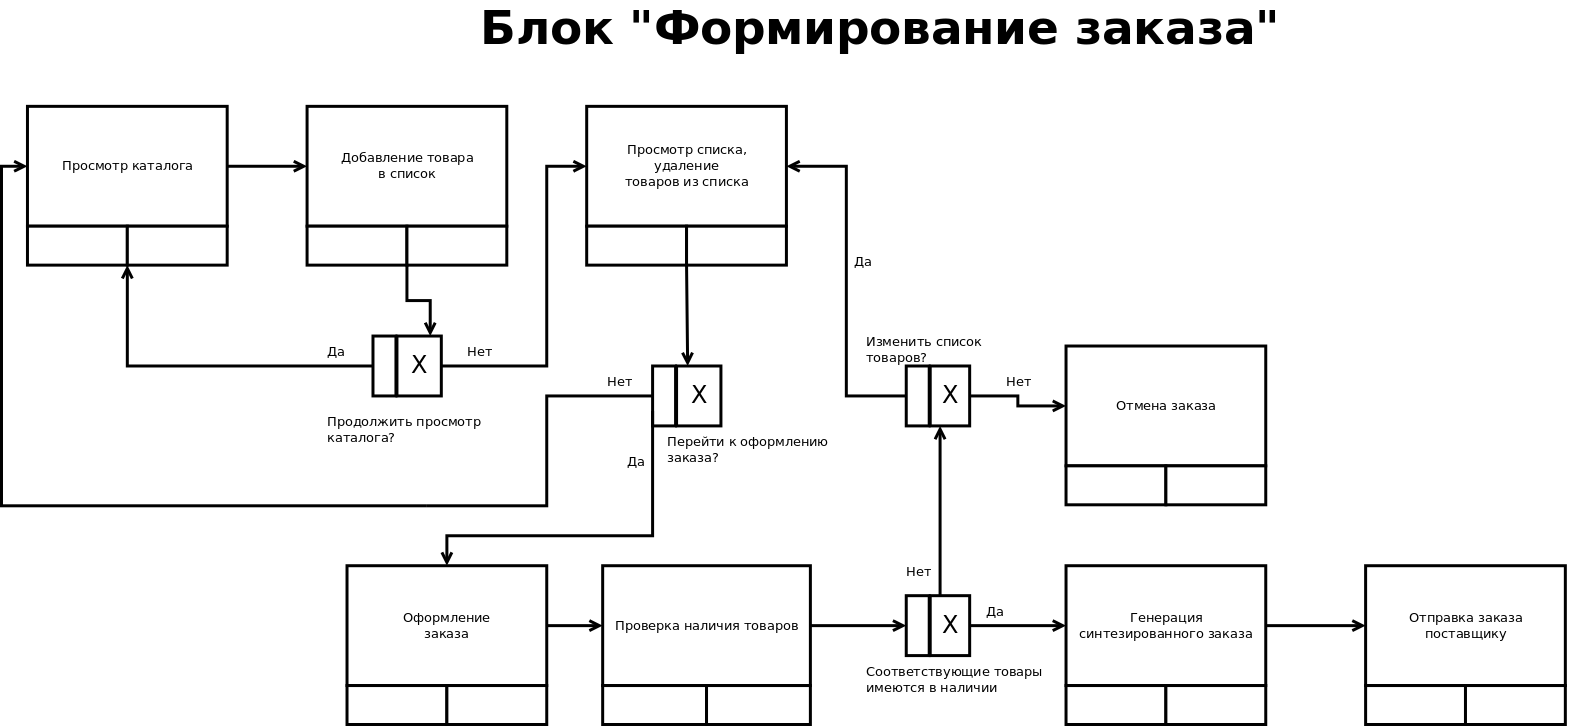 Блок "Формирование заказа"
Просмотр каталога
Добавление товара
в список
Просмотр списка,
удаление
товаров из списка
Да
Да
X
Нет
Продолжить просмотр
каталога?
Нет
X
Перейти к оформлению
заказа?
Да
Изменить список
товаров?
X
Нет
Отмена заказа
Оформление
заказа
Проверка наличия товаров
Нет
X
Да
Соответствующие товары
имеются в наличии
Генерация
синтезированного заказа
Отправка заказа
поставщику